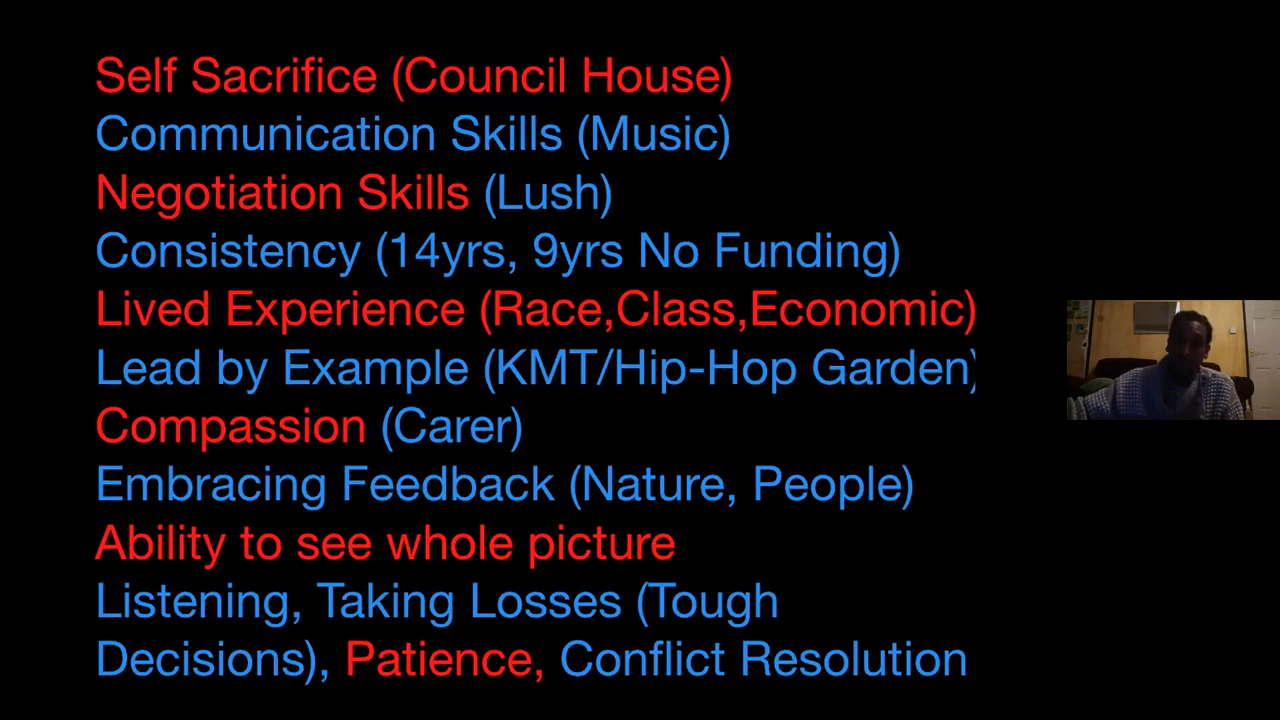 Self Sacrifice (Council House)
Communication Skills (Music)
Negotiation Skills (Lush)
Consistency (14yrs, 9yrs No Funding)
Lived Experience (Race,Class,Economic)
Lead by Example (KMT/Hip-Hop Garden)
Compassion (Carer)
Embracing Feedback (Nature, People)
Ability to see whole picture
Listening, Taking Losses (Tough
Decisions), Patience, Conflict Resolution